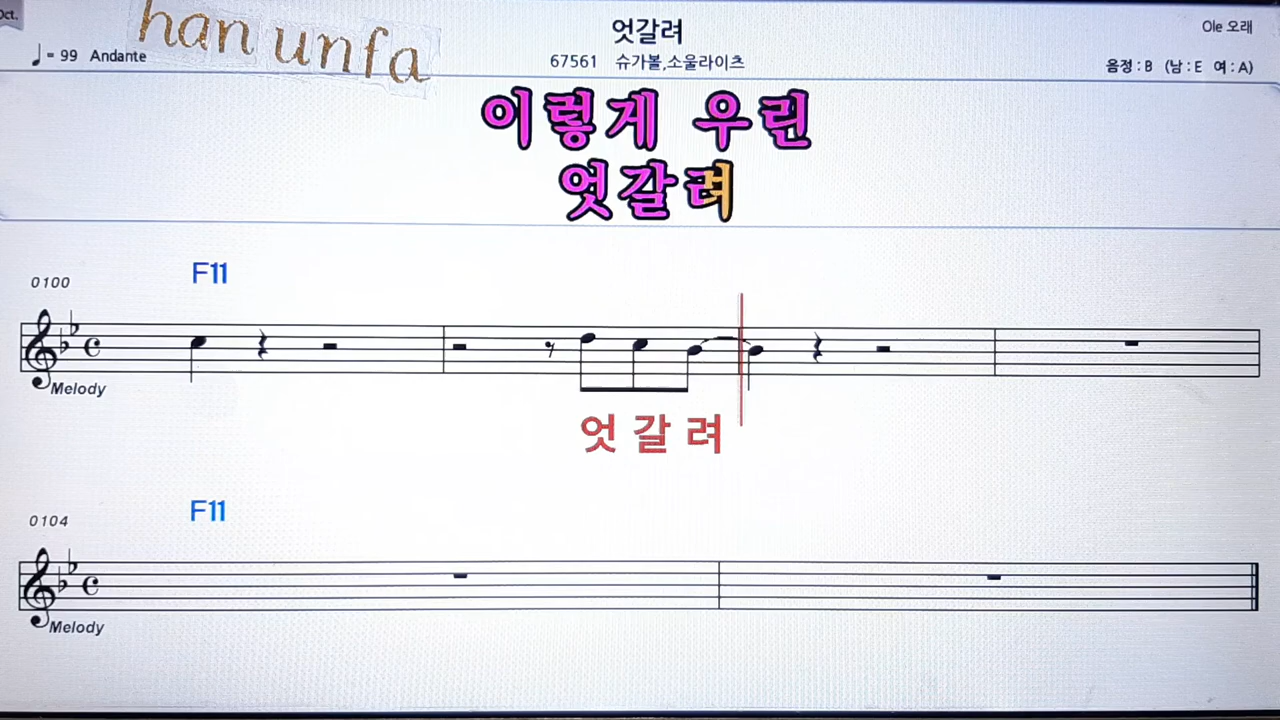 Oct.
han unfa
♩= 99 Andante
엇갈려
67561 슈가볼,소울라이츠
Ole 오래
음정 : B (남 : E 여 : A)
이렇게 우린
엇갈려
0100
F11
Melody
엇 갈 려
0104
F11
Melody